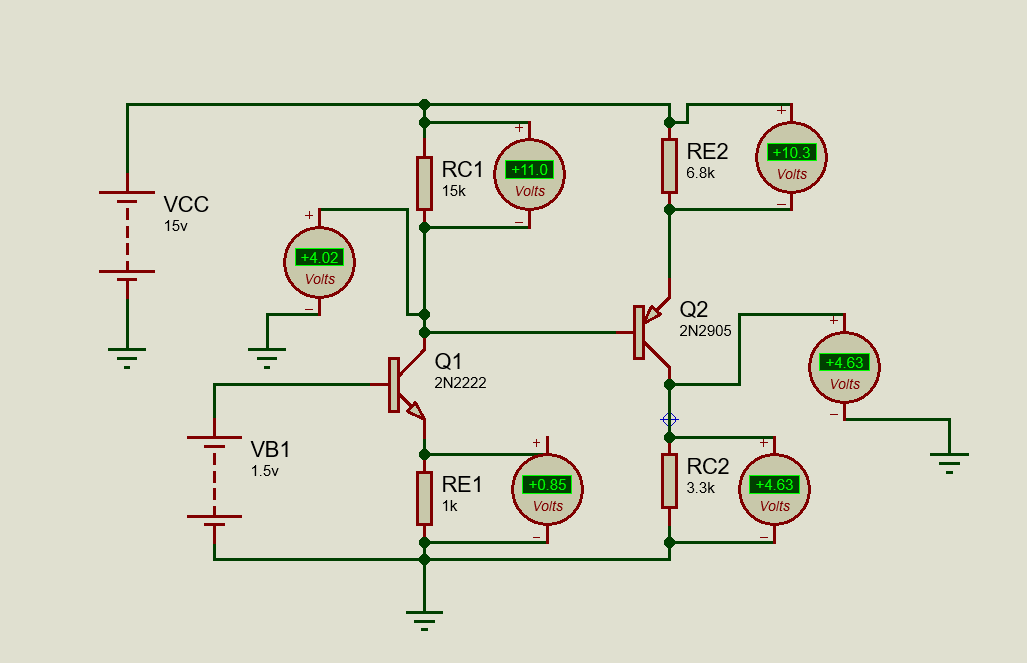 VCC
15v
RC1
15k
+
+11.0
Volts
−
RE2
6.8k
+
+10.3
Volts
−
+
+4.02
Volts
−
Q1
2N2222
Q2
2N2905
+
+4.63
Volts
−
VB1
1.5v
RE1
1k
+
+0.85
Volts
−
RC2
3.3k
+
+4.63
Volts
−